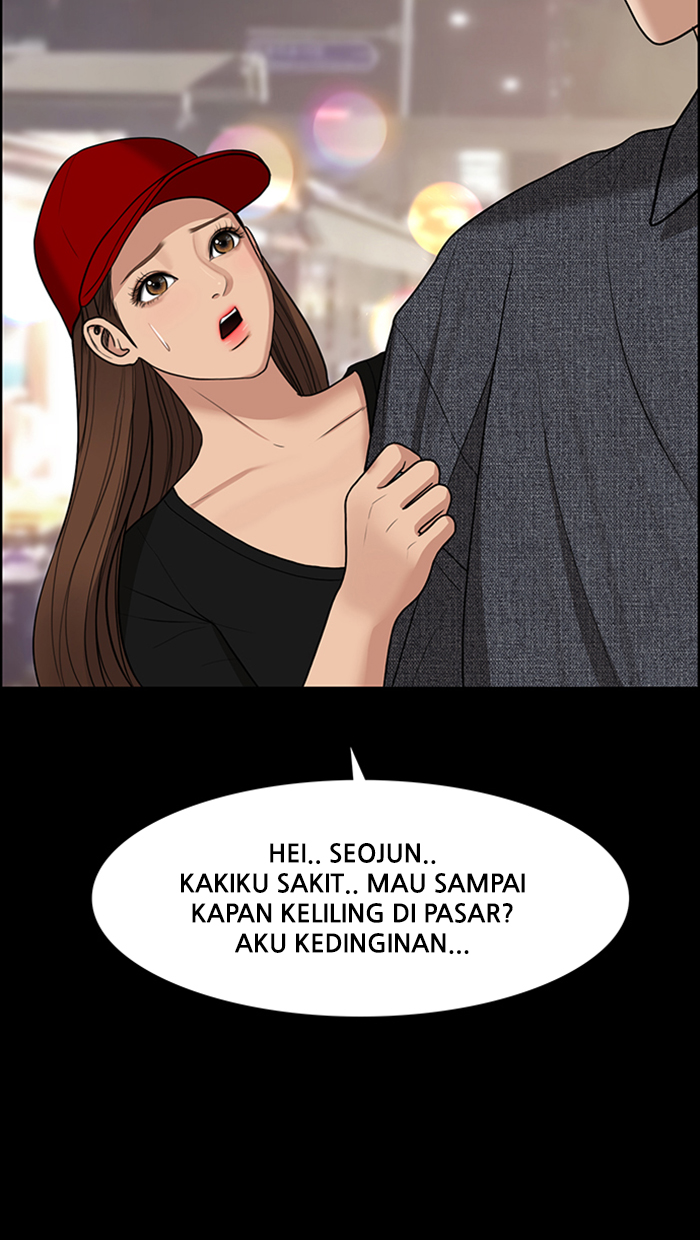 HEI.. SEOJUN..
KAKIKU SAKIT.. MAU SAMPAI
KAPAN KELILING DI PASAR?
AKU KEDINGINAN...